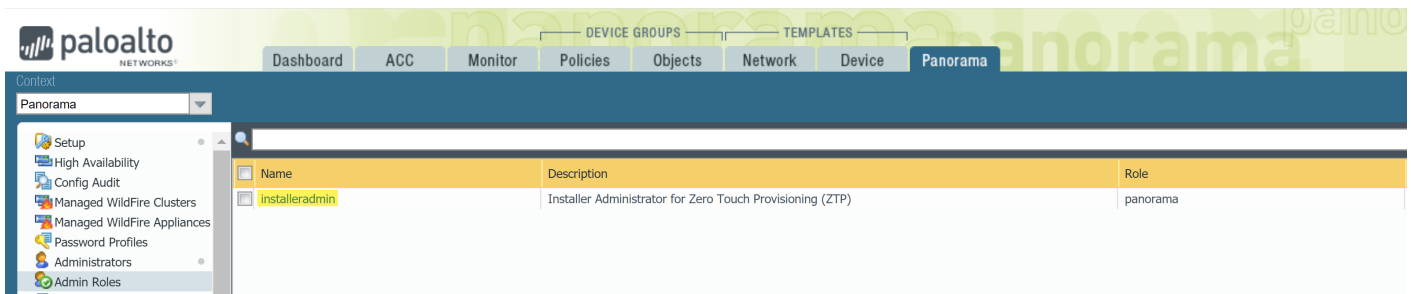 DEVICE GROUPS TEMPLATES
paloalto
NETWORKS®
Dashboard ACC Monitor Policies Objects Network Device Panorama
panorama
Context
Panorama
Setup
High Availability
Config Audit
Managed WildFire Clusters
Managed WildFire Appliances
Password Profiles
Administrators
Admin Roles
Name Description Role
installeradmin Installer Administrator for Zero Touch Provisioning (ZTP) panorama